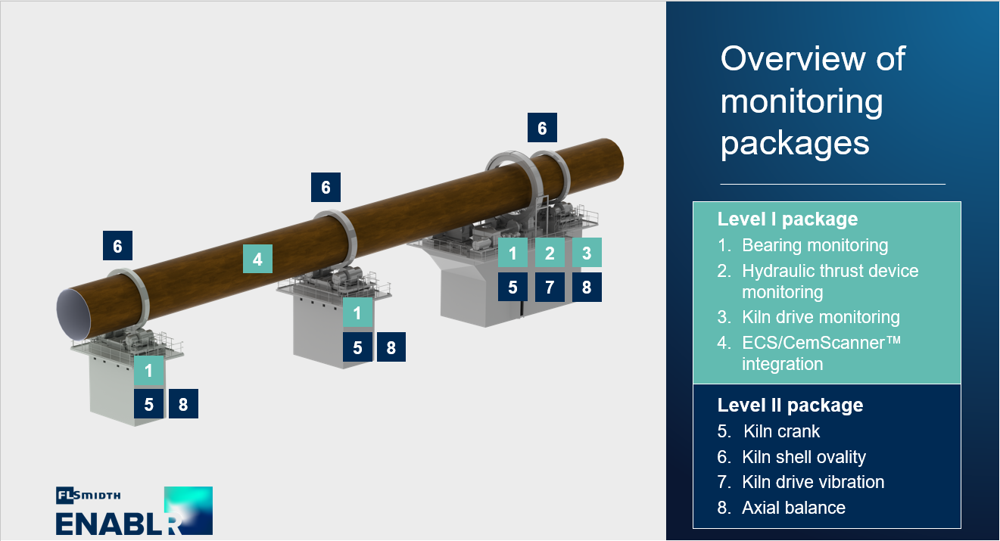 Overview of
monitoring
packages
Level I package
1. Bearing monitoring
2. Hydraulic thrust device
monitoring
3. Kiln drive monitoring
4. ECS/CemScanner™
integration
Level II package
5. Kiln crank
6. Kiln shell ovality
7. Kiln drive vibration
8. Axial balance
6
6
6
4
1 2 3
5 7 8
1
5 8
1
5 8
FLSMIDTH
ENABLR